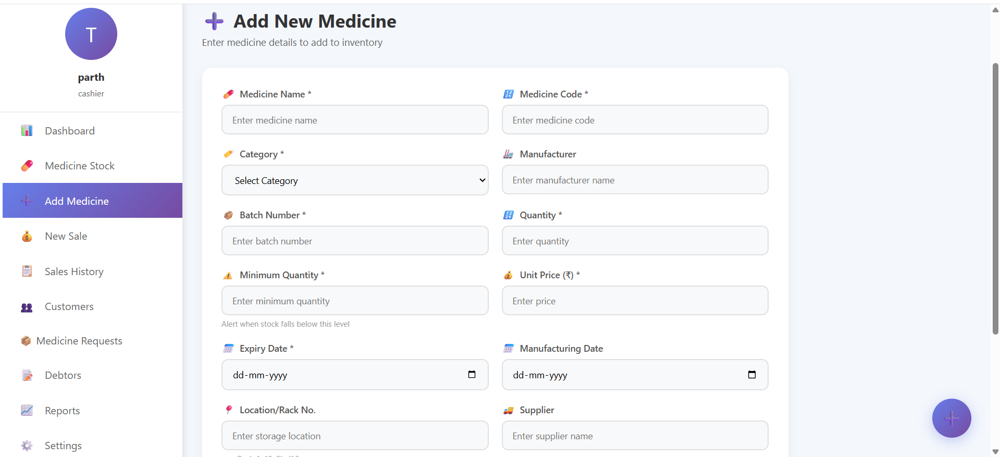 T
parth
cashier
Dashboard
Medicine Stock
Add Medicine
New Sale
Sales History
Customers
Medicine Requests
Debtors
Reports
Settings
Add New Medicine
Enter medicine details to add to inventory
Medicine Name *
Medicine Code *
Enter medicine name
Enter medicine code
Category *
Manufacturer
Select Category
Enter manufacturer name
Batch Number *
Quantity *
Enter batch number
Enter quantity
Minimum Quantity *
Unit Price (₹) *
Enter minimum quantity
Enter price
Alert when stock falls below this level
Expiry Date *
Manufacturing Date
dd-mm-yyyy
dd-mm-yyyy
Location/Rack No.
Supplier
Enter storage location
Enter supplier name